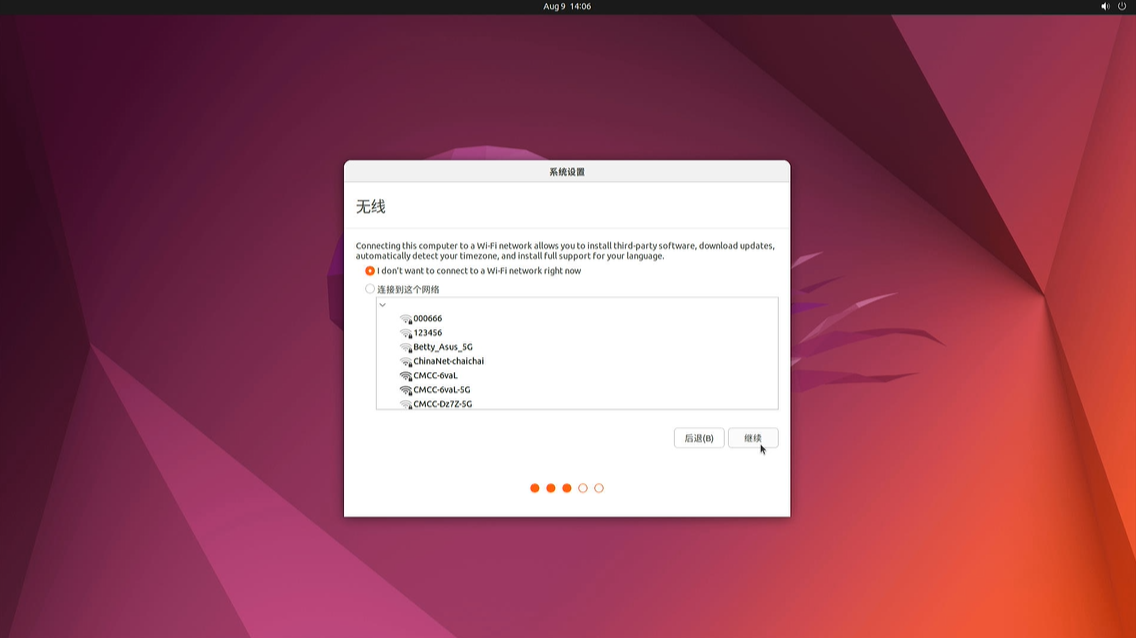 Aug 9 14:06
系统设置
无线
Connecting this computer to a Wi-Fi network allows you to install third-party software, download updates,
automatically detect your timezone, and install full support for your language.
I don't want to connect to a Wi-Fi network right now
连接到这个网络
000666
123456
Betty_Asus_5G
ChinaNet-chaichai
CMCC-6vaL
CMCC-6vaL-5G
CMCC-Dz7Z-5G
后退(B)
继续